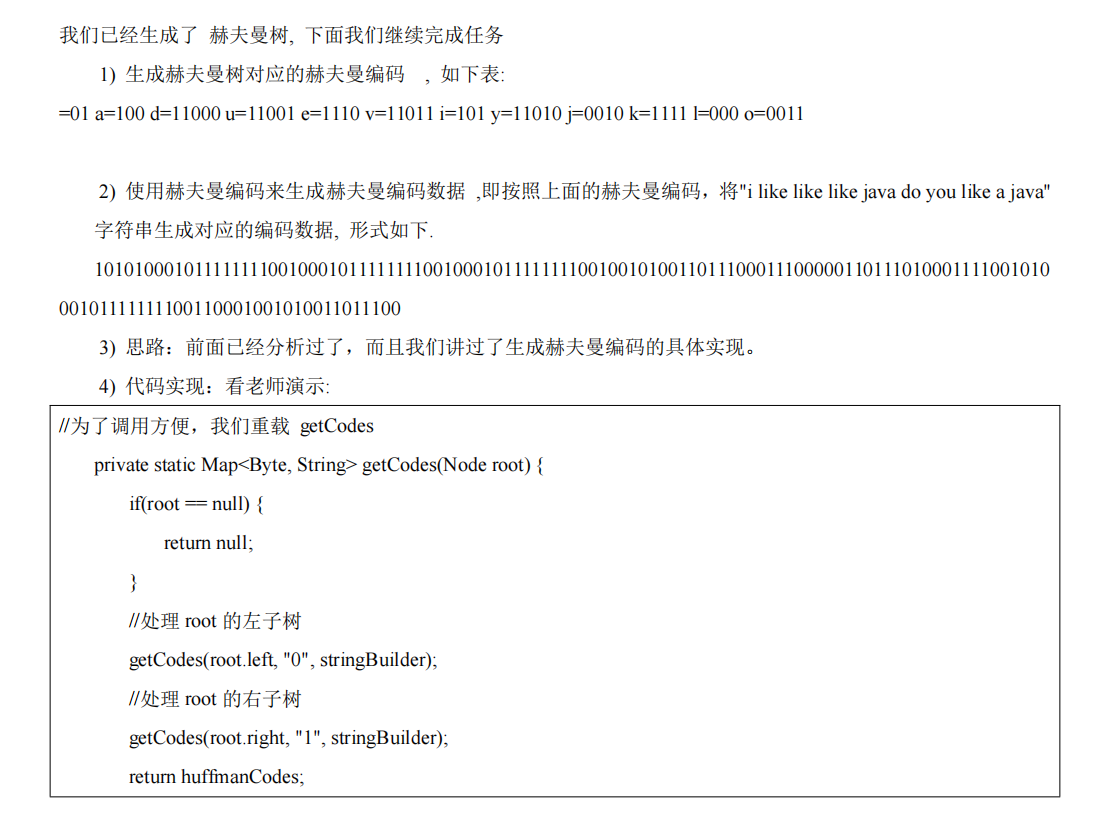 我们已经生成了 赫夫曼树, 下面我们继续完成任务
1) 生成赫夫曼树对应的赫夫曼编码 , 如下表:
=01 a=100 d=11000 u=11001 e=1110 v=11011 i=101 y=11010 j=0010 k=1111 l=000 o=0011
2) 使用赫夫曼编码来生成赫夫曼编码数据 ,即按照上面的赫夫曼编码，将"i like like like java do you like a java"
字符串生成对应的编码数据, 形式如下.
10101000101111111100100010111111110010001011111111001001010011011100011100000110111010001111001010
00101111111100110001001010011011100
3) 思路：前面已经分析过了，而且我们讲过了生成赫夫曼编码的具体实现。
4) 代码实现：看老师演示:
//为了调用方便，我们重载 getCodes
private static Map<Byte, String> getCodes(Node root) {
if(root == null) {
return null;
}
//处理 root 的左子树
getCodes(root.left, "0", stringBuilder);
//处理 root 的右子树
getCodes(root.right, "1", stringBuilder);
return huffmanCodes;